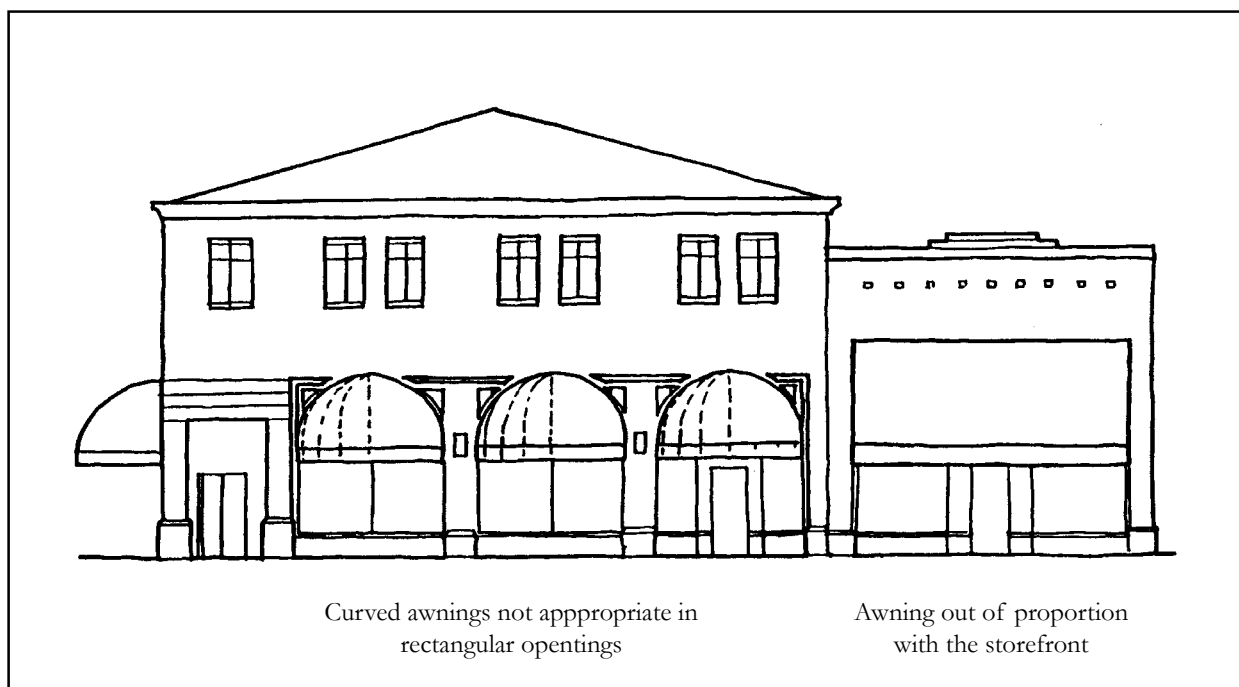 Curved awnings not apppropriate in
rectangular opentings
Awning out of proportion
with the storefront